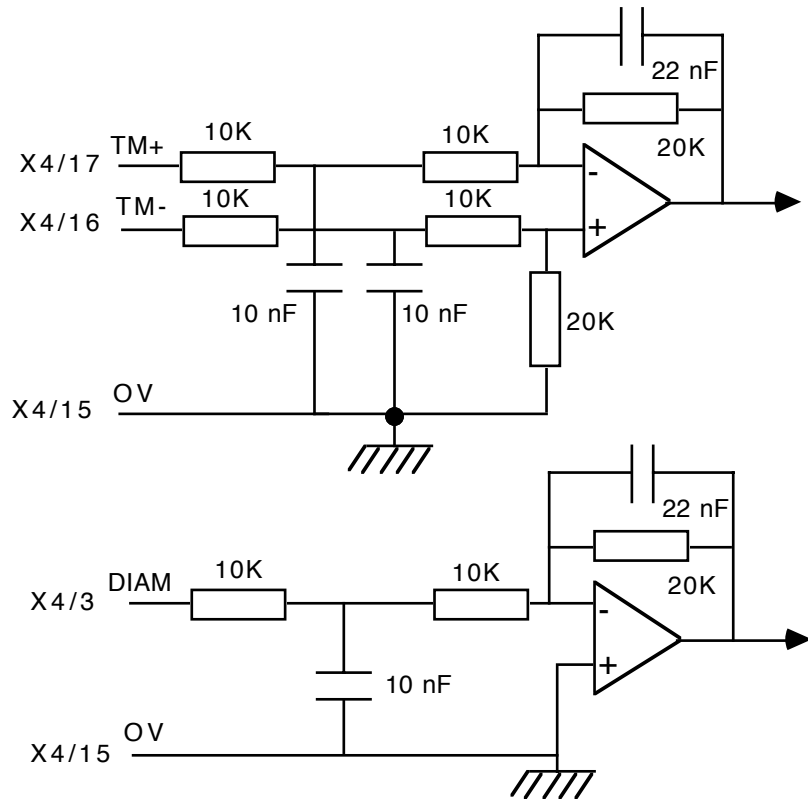 22 nF
20K
X4/17 TM+ 10K 10K -
X4/16 TM- 10K 10K +
10 nF 10 nF 20K
X4/15 OV
22 nF
20K
X4/3 DIAM 10K 10K -
+
10 nF
X4/15 OV